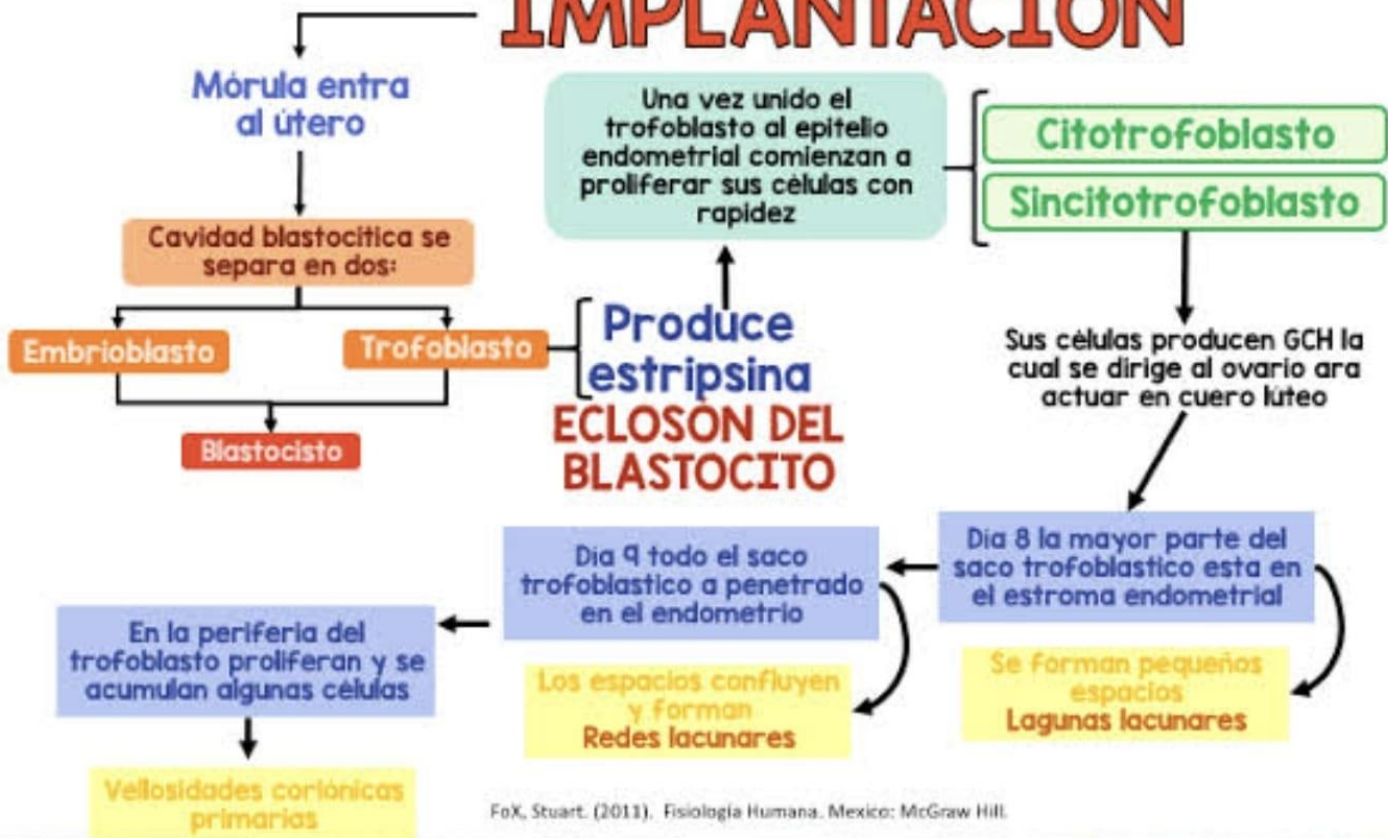 IMPLANTACIÓN
Mórula entra
al útero
Cavidad blastocítica se
separa en dos:
Embrioblasto
Trofoblasto
Blastocisto
Produce
estripsina
ECLOSÓN DEL
BLASTOCITO
Una vez unido el
trofoblasto al epitelio
endometrial comienzan a
proliferar sus células con
rapidez
Citotrofoblasto
Sincitotrofoblasto
Sus células producen GCH la
cual se dirige al ovario ara
actuar en cuero lúteo
Dia 8 la mayor parte del
saco trofoblastico esta en
el estroma endometrial
Se forman pequeños
espacios
Lagunas lacunares
Dia 9 todo el saco
trofoblastico a penetrado
en el endometrio
Los espacios confluyen
y forman
Redes lacunares
En la periferia del
trofoblasto proliferan y se
acumulan algunas células
Vellosidades coriónicas
primarias
FoX, Stuart. (2011). Fisiología Humana. Mexico: McGraw Hill.